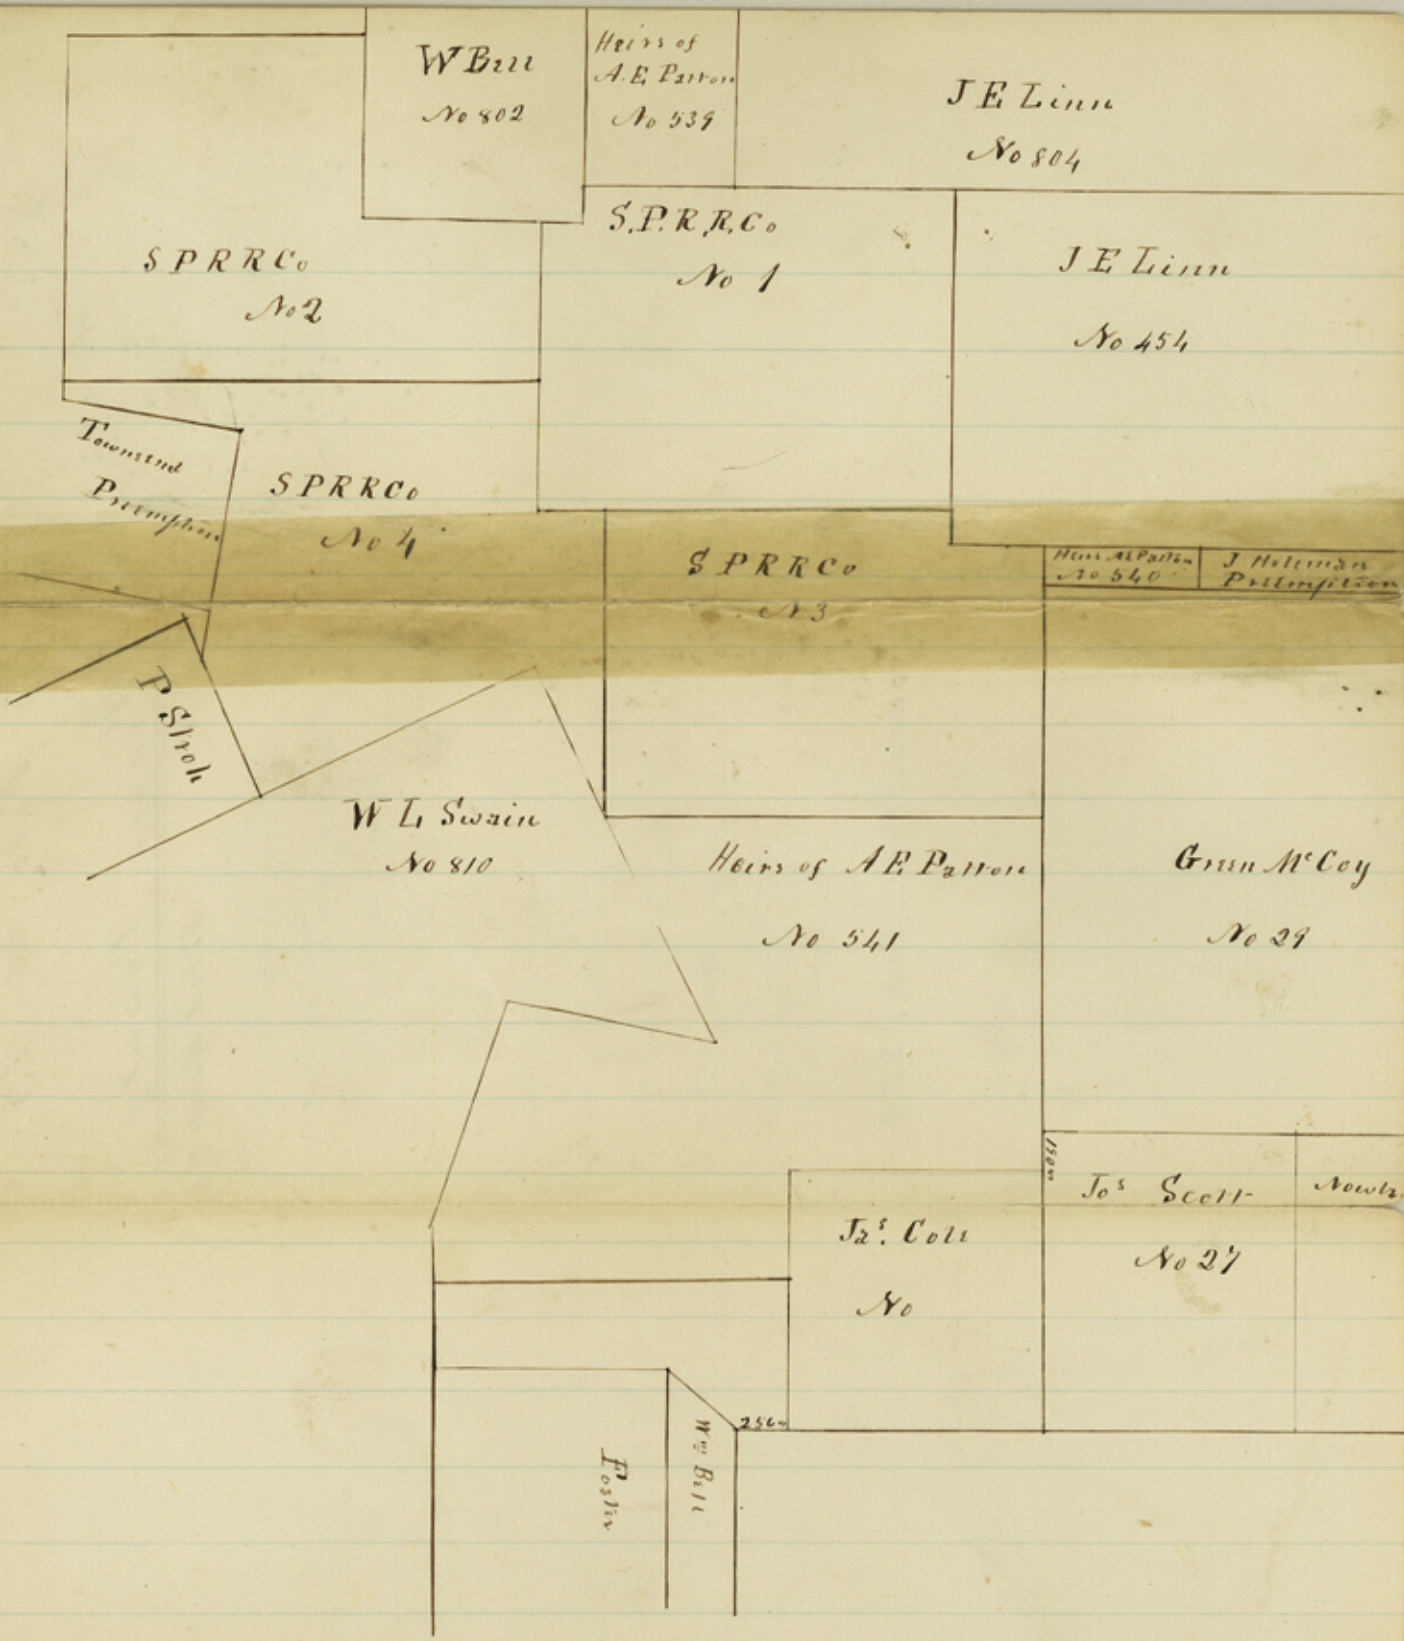 W Bell
No 802
Heirs of
A. E. Patton
No 539
J E Linn
No 804
S P R R Co
No 2
S. P. R. R. Co
No 1
J E Linn
No 454
Townsend
Preemption
S P R R Co
No 4
S P R R Co
N 3
Heirs AE Patton
No 540
J Holsman
Preemption
P Stroh
W L Swain
No 810
Heirs of A E Patton
No 541
Green McCoy
No 29
Jos Scott
No 27
Jas. Cole
No
Foster
Wm Bell